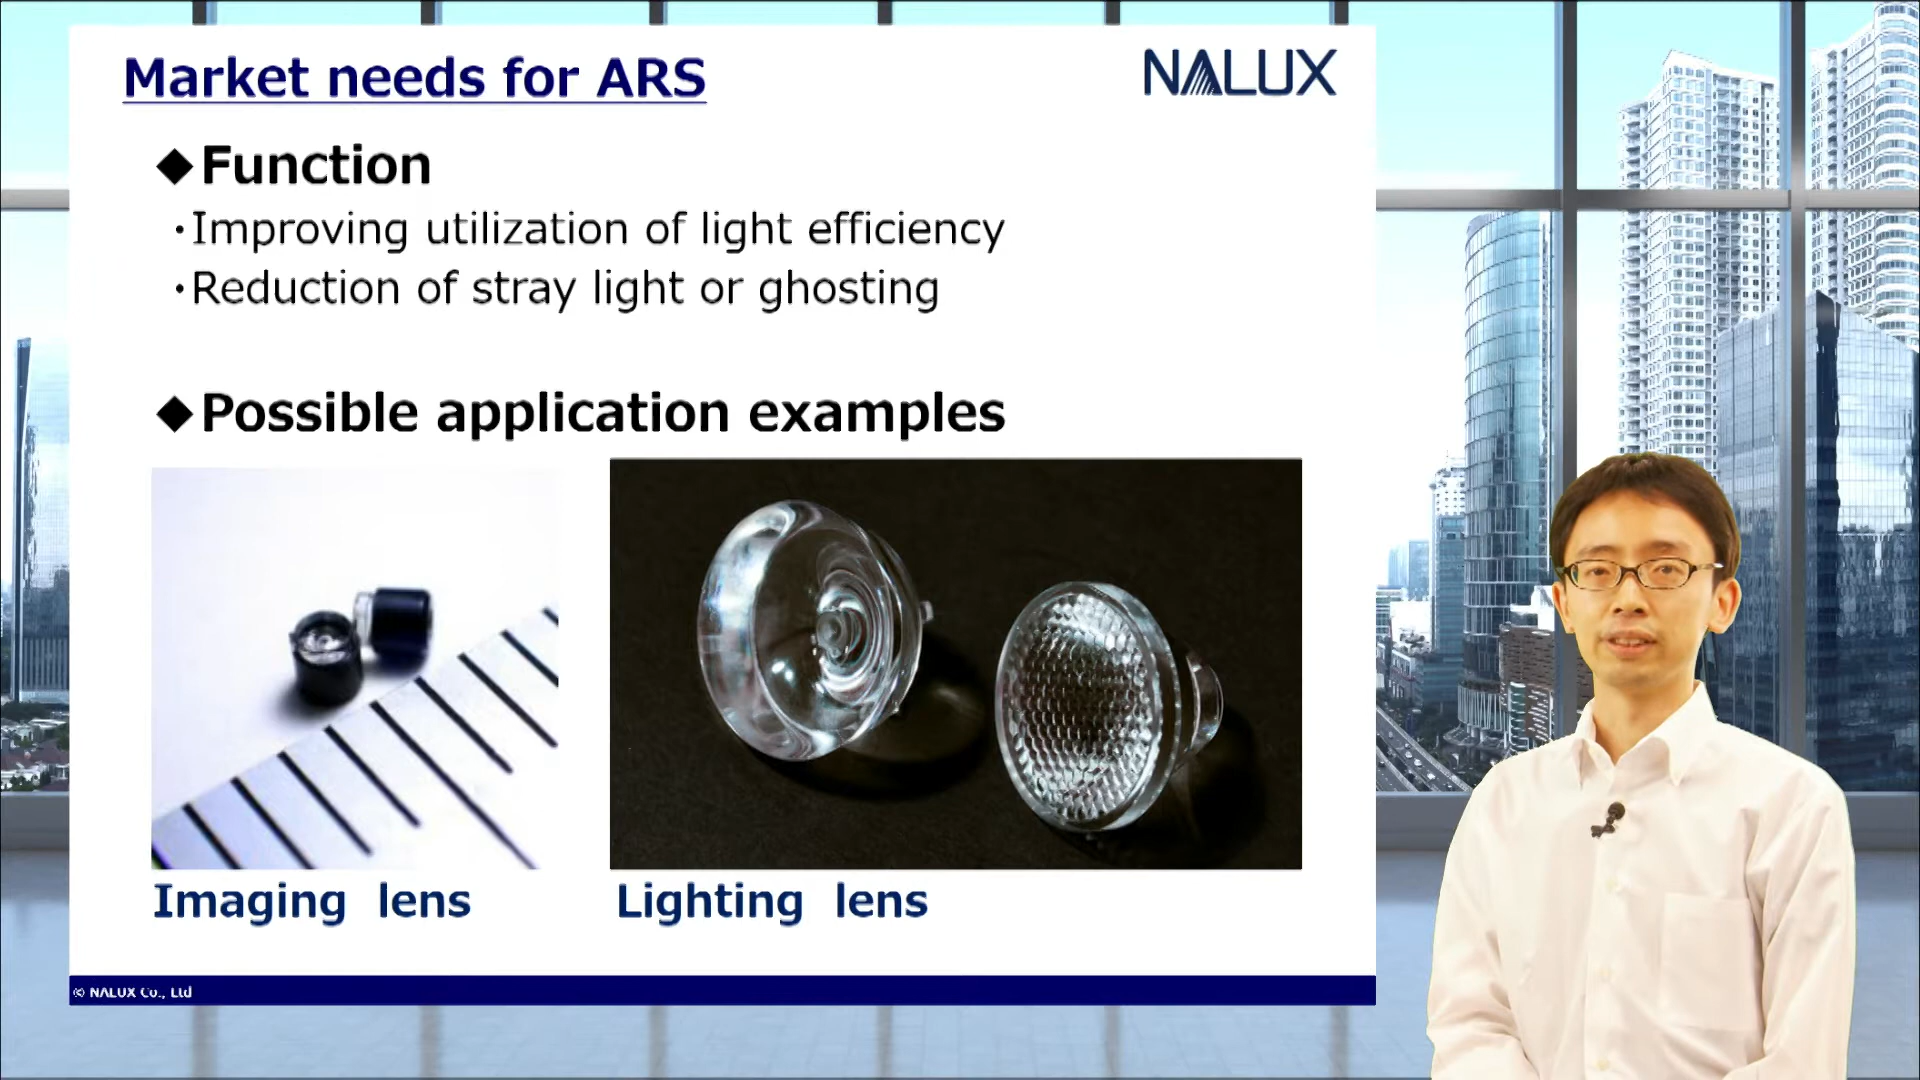 Market needs for ARS
NALUX
◆Function
・Improving utilization of light efficiency
・Reduction of stray light or ghosting
◆Possible application examples
Imaging lens
Lighting lens
© NALUX Co., Ltd